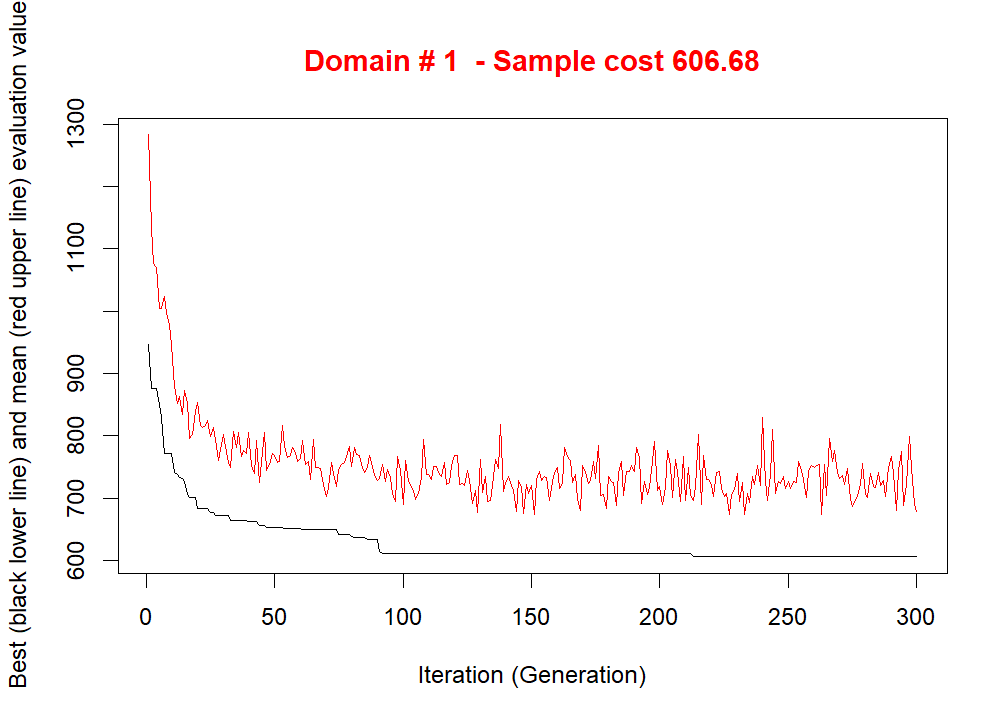 Domain # 1  - Sample cost 606.68
Best (black lower line) and mean (red upper line) evaluation value
1300
1100
900
800
700
600
0 50 100 150 200 250 300
Iteration (Generation)